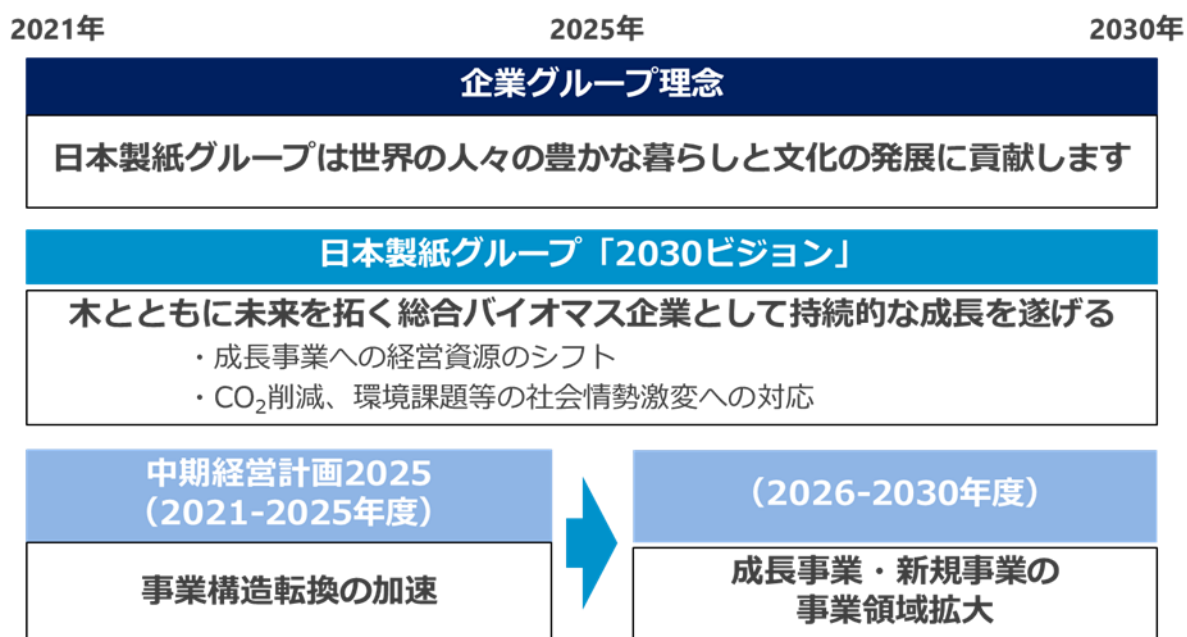 2021年 2025年 2030年
企業グループ理念
日本製紙グループは世界の人々の豊かな暮らしと文化の発展に貢献します
日本製紙グループ「2030ビジョン」
木とともに未来を拓く総合バイオマス企業として持続的な成長を遂げる
・成長事業への経営資源のシフト
・CO₂削減、環境課題等の社会情勢激変への対応
中期経営計画2025
（2021-2025年度）
事業構造転換の加速
（2026-2030年度）
成長事業・新規事業の
事業領域拡大